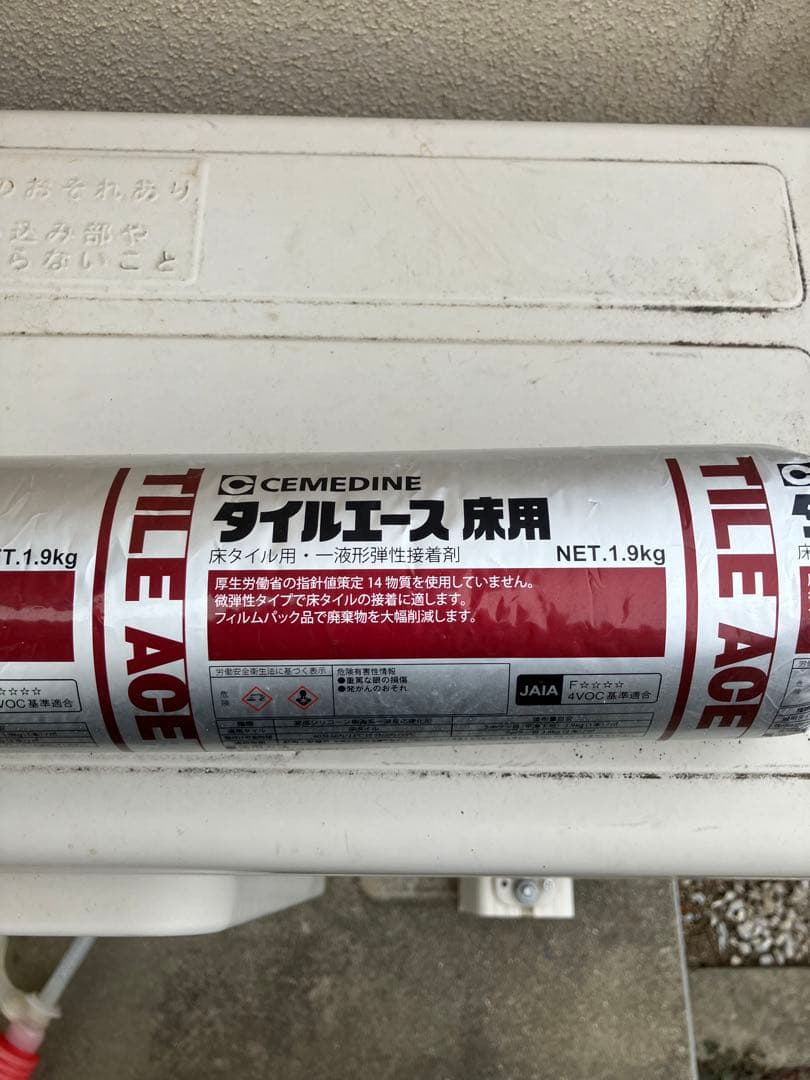 のおそれあり
込み部や
らないこと
CEMEDINE
タイルエース 床用
床タイル用・一液形弾性接着剤
NET.1.9kg
厚生労働省の指針値策定 14 物質を使用していません。
微弾性タイプで床タイルの接着に適します。
フィルムパック品で廃棄物を大幅削減します。
労働安全衛生法に基づく表示
危険
危険有害性情報
●重篤な眼の損傷
●発がんのおそれ
JAIA
F☆☆☆☆
4VOC 基準適合
TILE ACE
TILE ACE
T.1.9kg
☆☆☆☆
VOC 基準適合